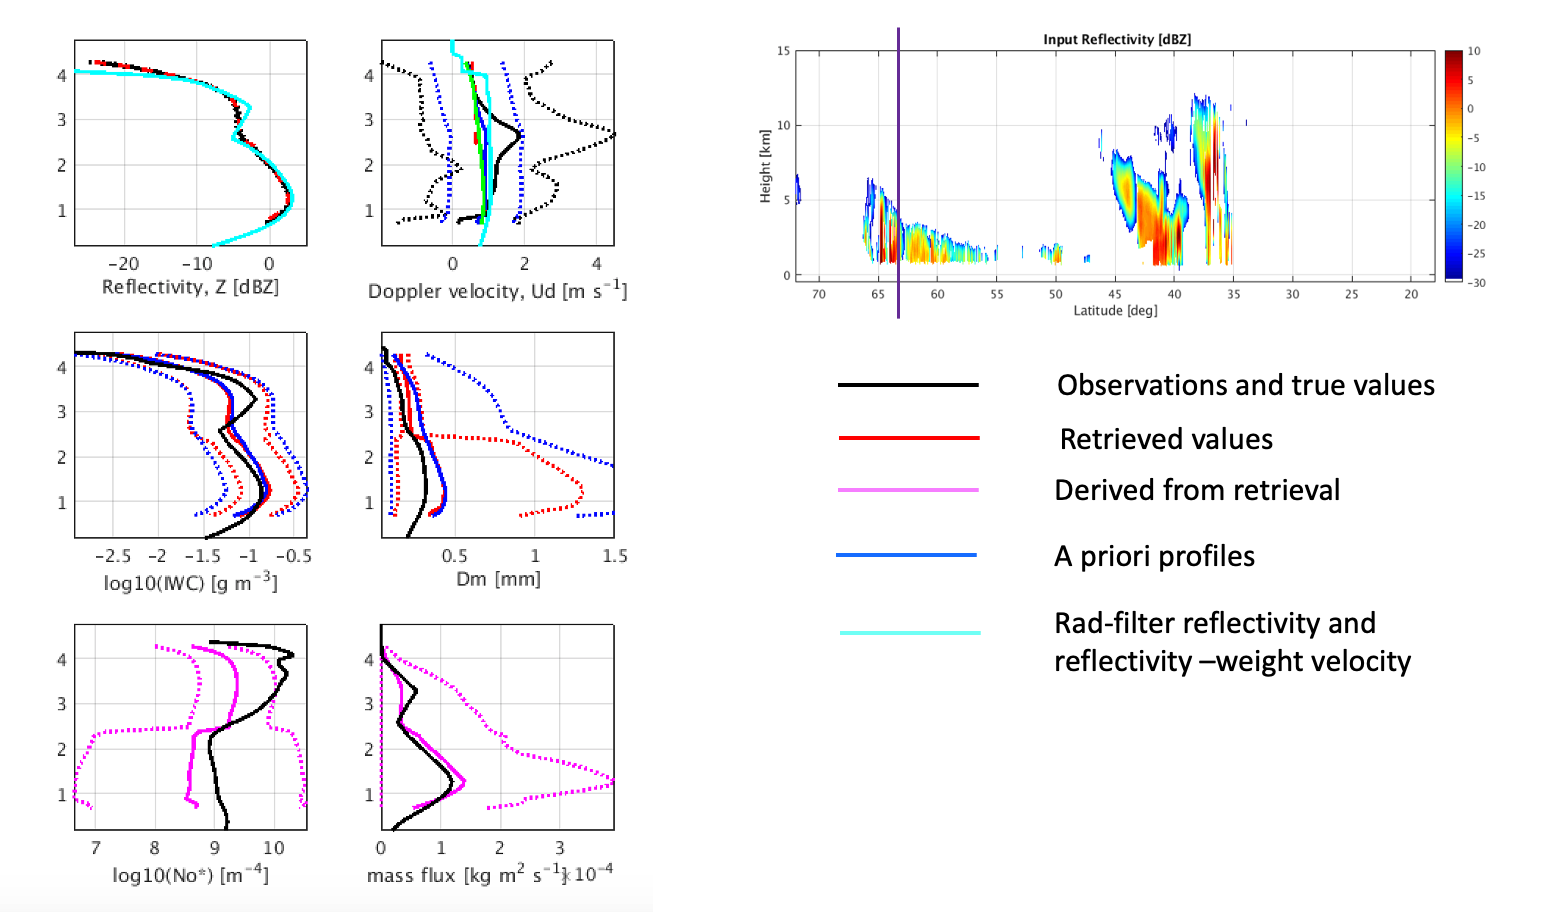 4
3
2
1
−20 −10 0
Reflectivity, Z [dBZ]
4
3
2
1
0 2 4
Doppler velocity, Ud [m s⁻¹]
4
3
2
1
−2.5 −2 −1.5 −1 −0.5
log10(IWC) [g m⁻³]
4
3
2
1
0.5 1 1.5
Dm [mm]
4
3
2
1
7 8 9 10
log10(No*) [m⁻⁴]
4
3
2
1
0 1 2 3
mass flux [kg m² s⁻¹] × 10⁻⁴
Input Reflectivity [dBZ]
15
10
5
0
Height [km]
70 65 60 55 50 45 40 35 30 25 20
Latitude [deg]
10
5
0
−5
−10
−15
−20
−25
−30
Observations and true values
Retrieved values
Derived from retrieval
A priori profiles
Rad-filter reflectivity and
reflectivity –weight velocity